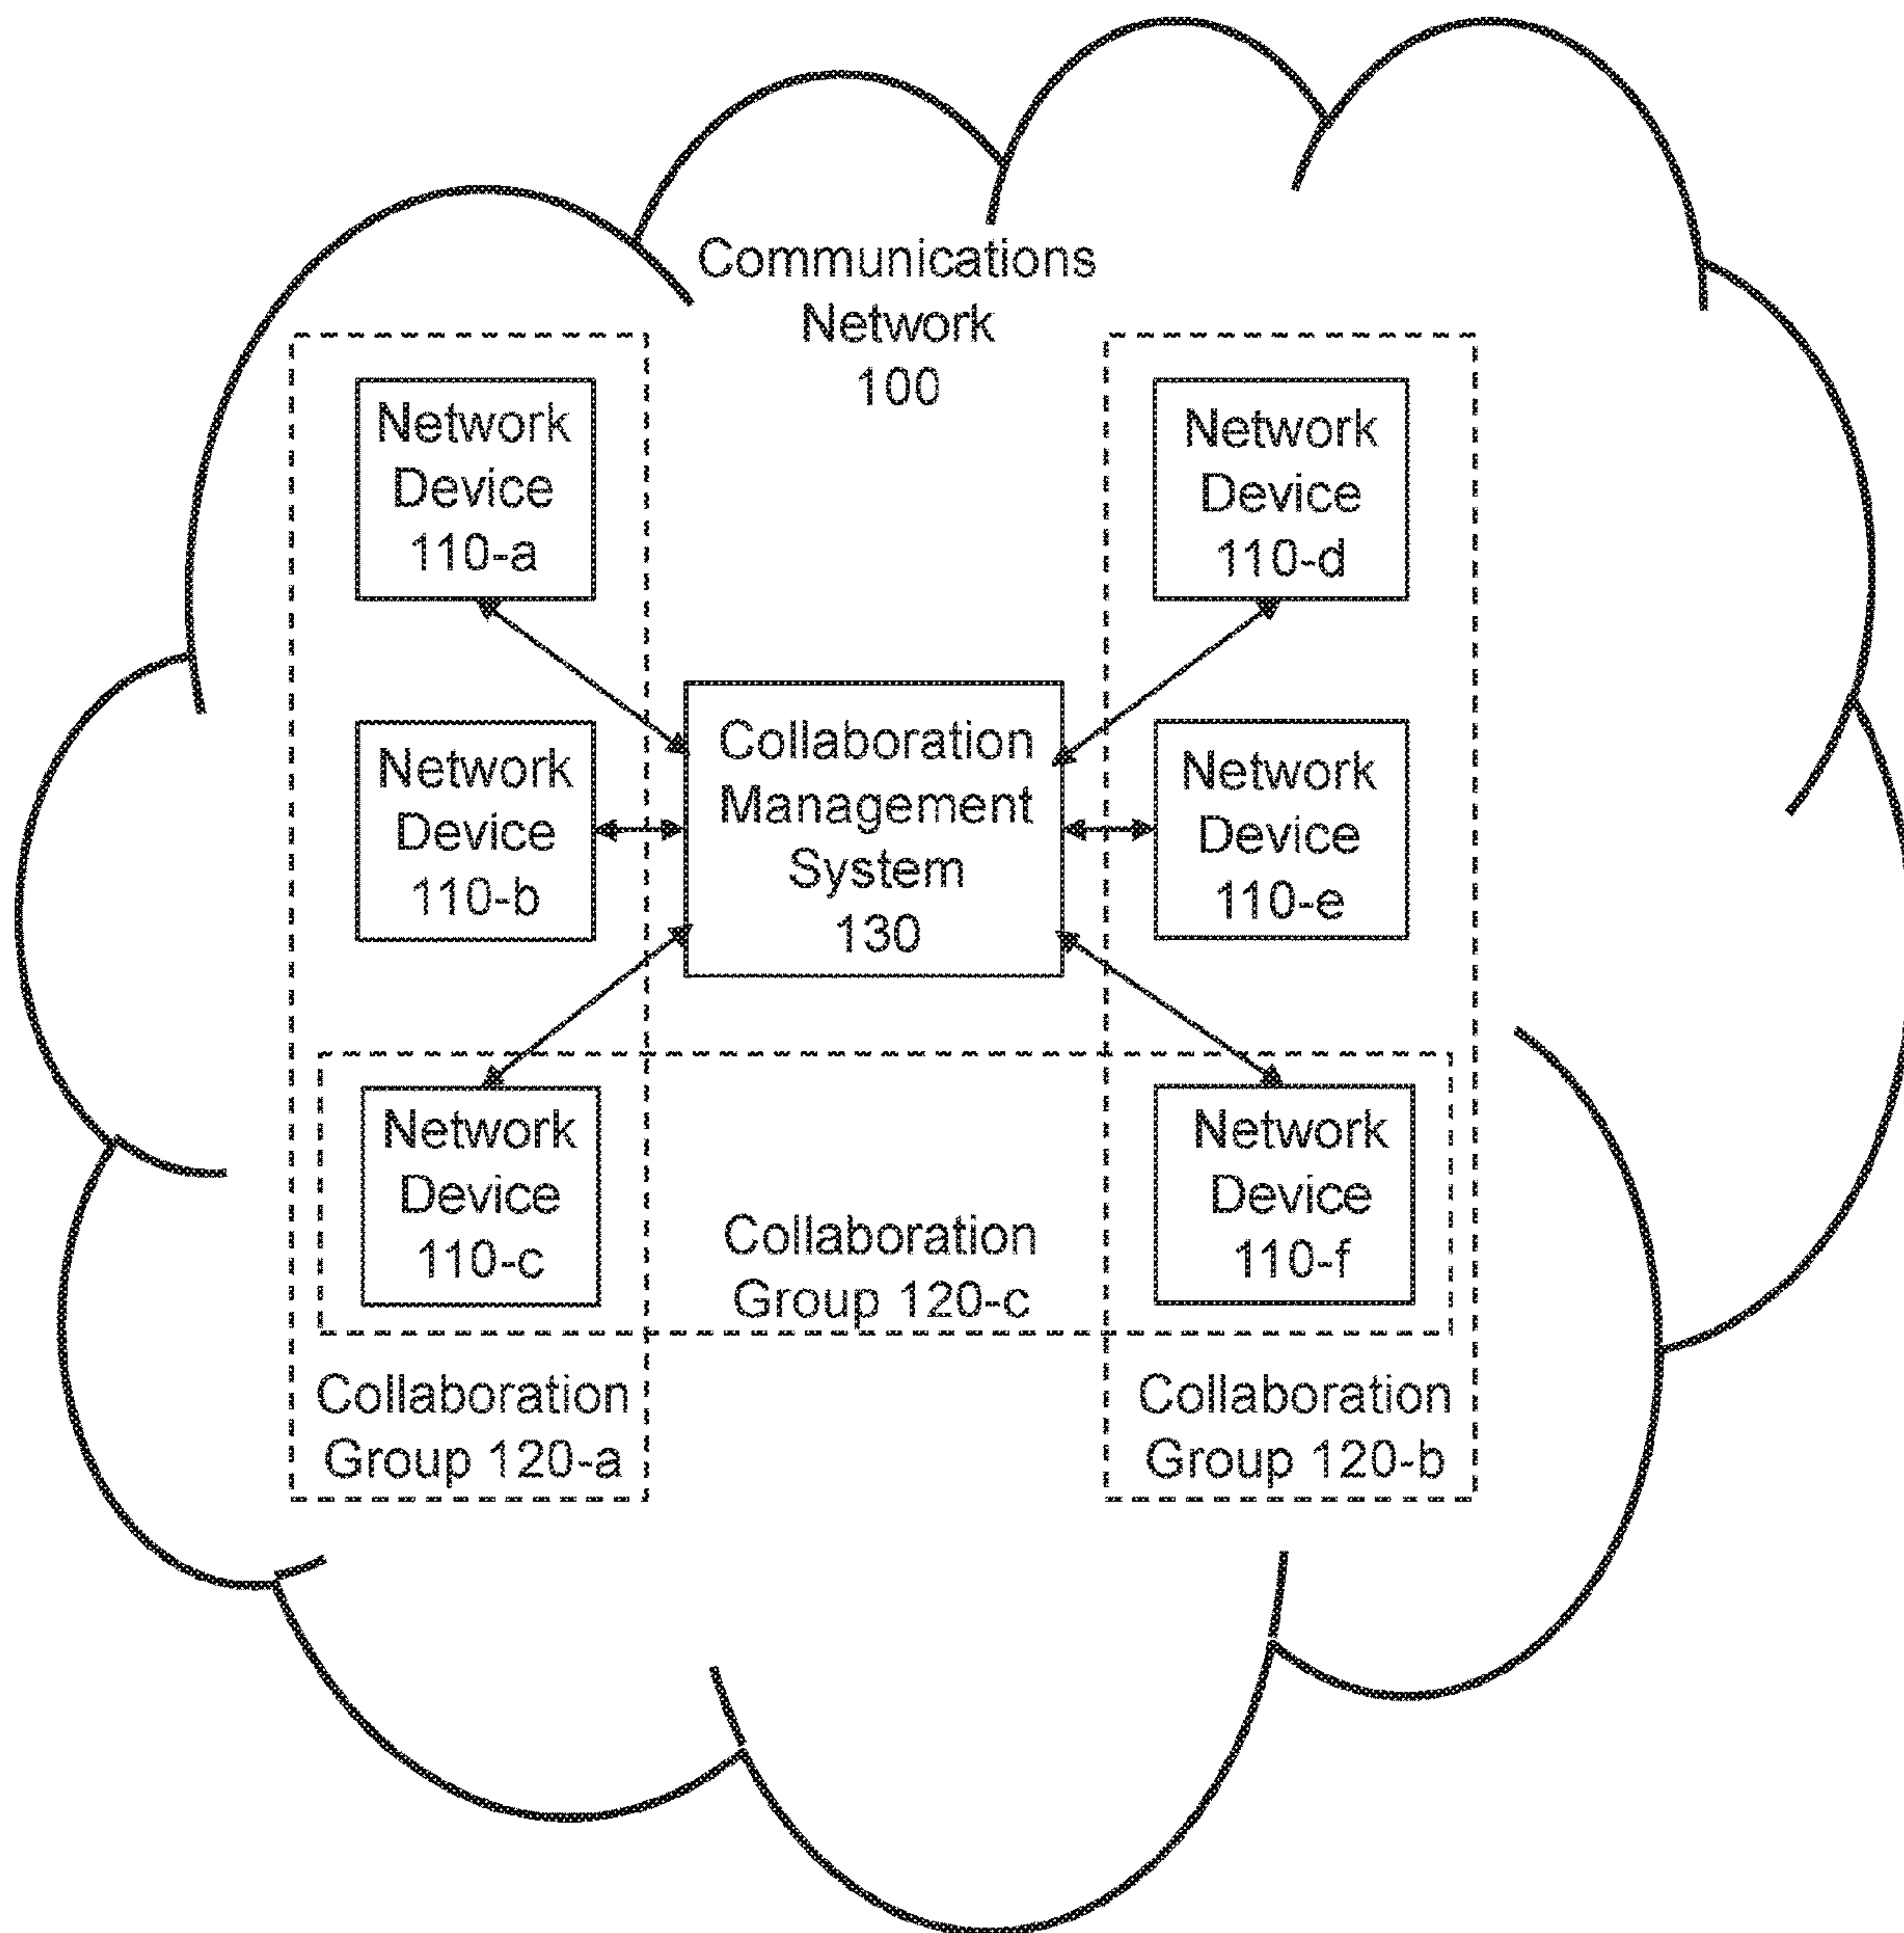 Communications
Network
100
Network
Device
110-a
Network
Device
110-d
Network
Device
110-b
Collaboration
Management
System
130
Network
Device
110-e
Network
Device
110-c
Collaboration
Group 120-c
Network
Device
110-f
Collaboration
Group 120-a
Collaboration
Group 120-b